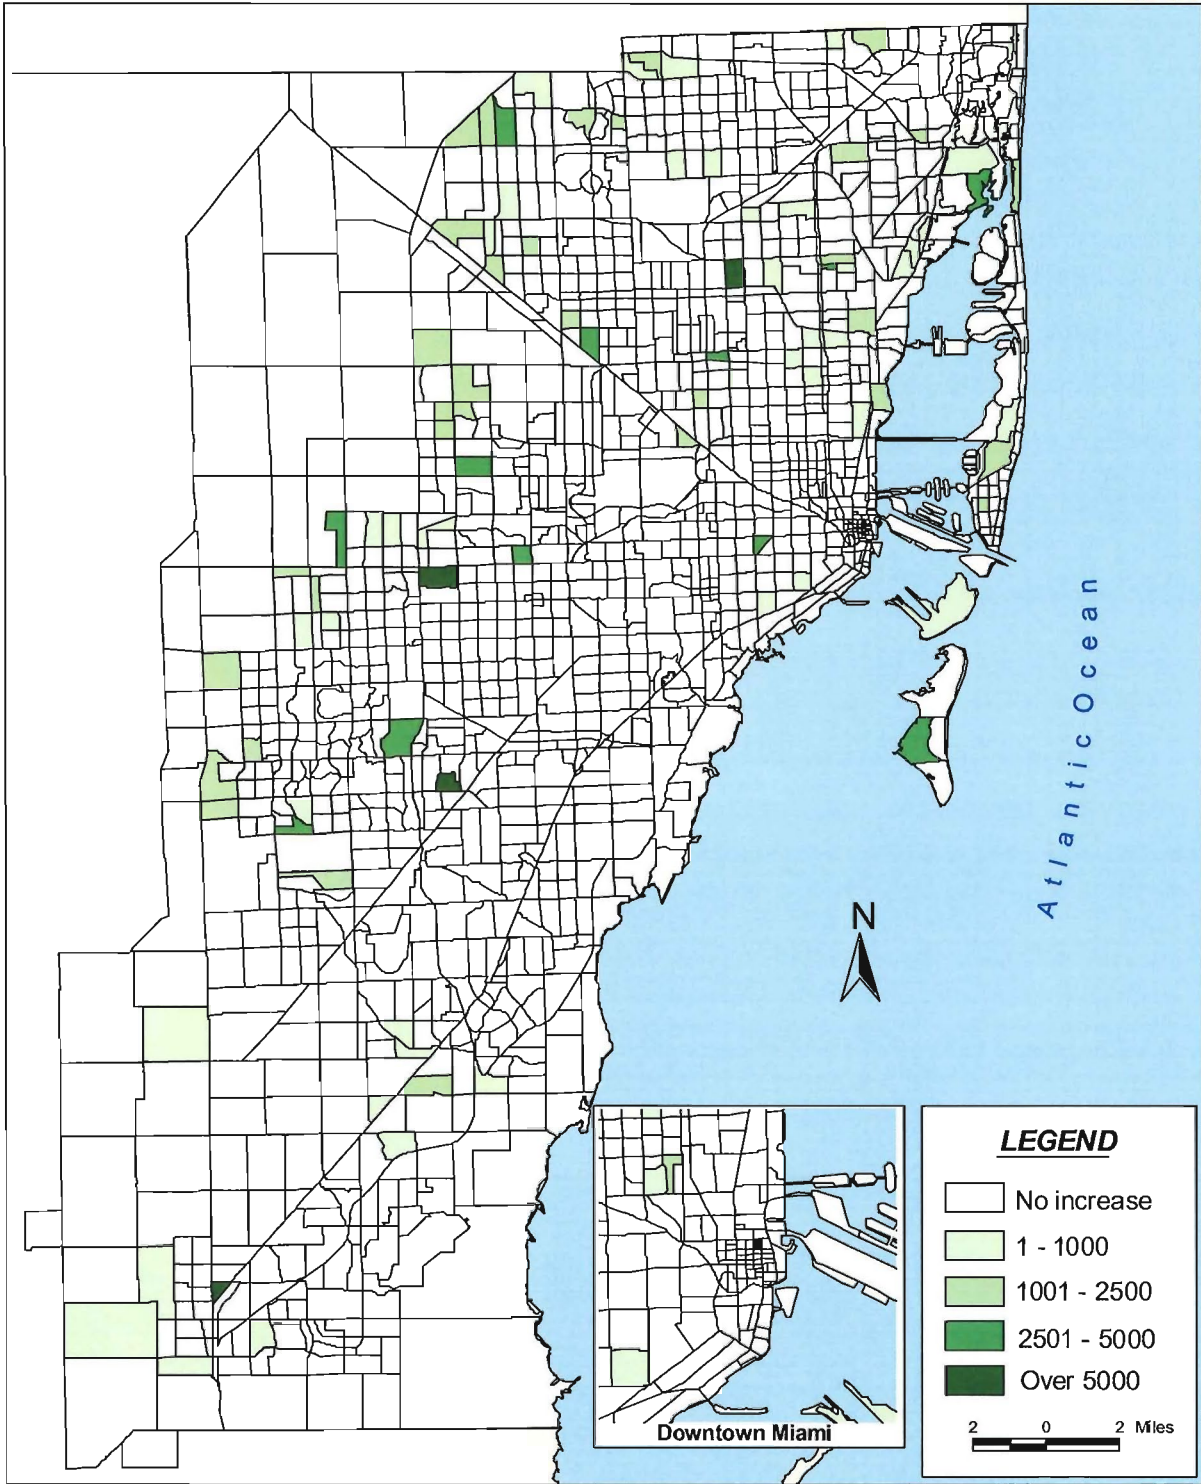 Atlantic Ocean
N
Downtown Miami
LEGEND
No increase
1 - 1000
1001 - 2500
2501 - 5000
Over 5000
2 0 2 Miles